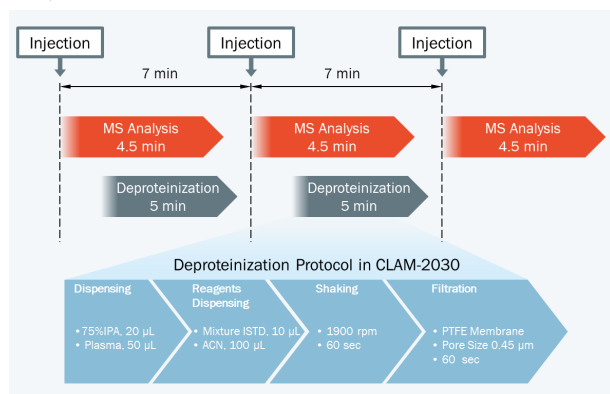 Injection
Injection
Injection
7 min
7 min
MS Analysis
4.5 min
MS Analysis
4.5 min
MS Analysis
4.5 min
Deproteinization
5 min
Deproteinization
5 min
Deproteinization Protocol in CLAM-2030
Dispensing
•75%IPA, 20 µL
• Plasma, 50 µL
Reagents
Dispensing
• Mixture ISTD, 10 µL
• ACN, 100 µL
Shaking
• 1900 rpm
• 60 sec
Filtration
• PTFE Membrane
• Pore Size 0.45 µm
• 60 sec